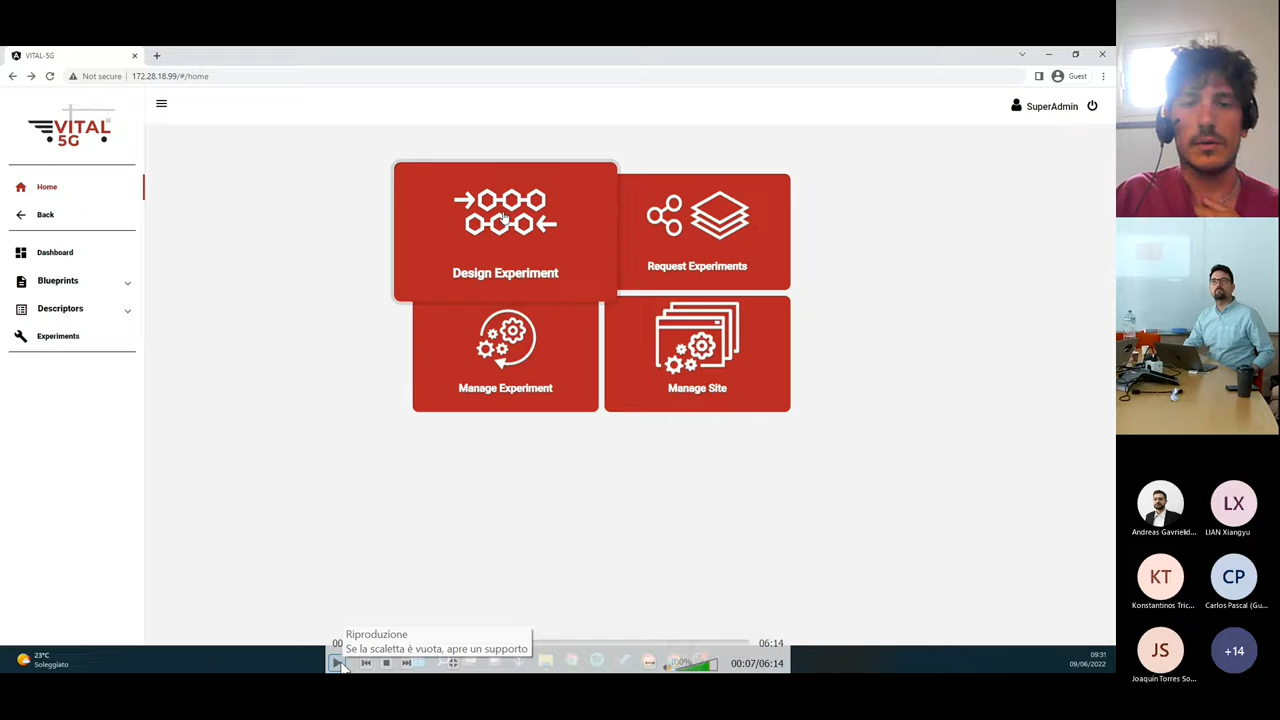 VITAL-5G
Not secure
172.28.18.99/#/home
Guest
VITAL
5G
SuperAdmin
Home
Back
Dashboard
Blueprints
Descriptors
Experiments
Design Experiment
Request Experiments
Manage Experiment
Manage Site
Riproduzione
Se la scaletta è vuota, apre un supporto
00
06:14
100%
00:07/06:14
23°C
Soleggiato
09:31
09/06/2022
Andreas Gavrielid...
LX
LIAN Xiangyu
KT
Konstantinos Tric...
CP
Carlos Pascal (Gu...
JS
Joaquín Torres So...
+14